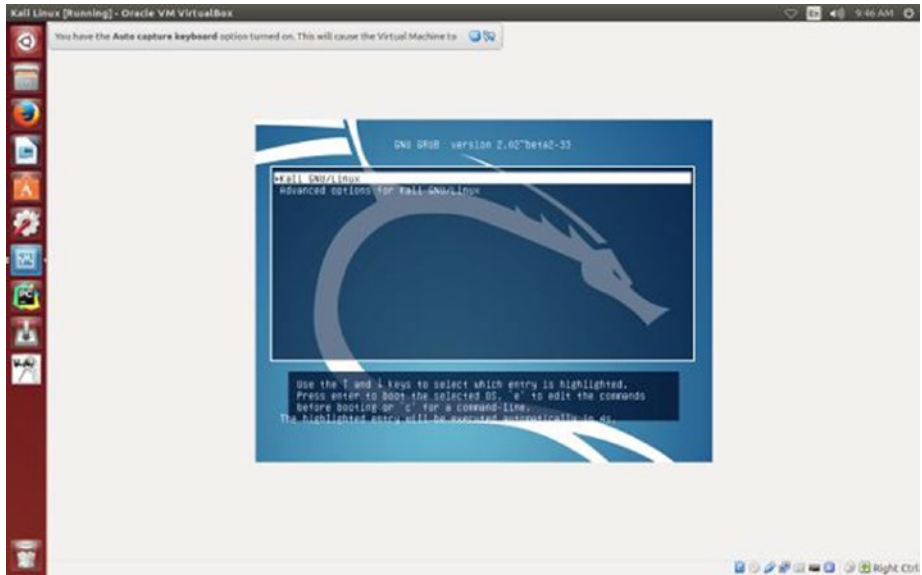 Kali Linux [Running] - Oracle VM VirtualBox
En
9:46 AM
You have the Auto capture keyboard option turned on. This will cause the Virtual Machine to
GNU GRUB version 2.02~beta2-33
*Kali GNU/Linux
Advanced options for Kali GNU/Linux
Use the ↑ and ↓ keys to select which entry is highlighted.
Press enter to boot the selected OS, `e' to edit the commands
before booting or `c' for a command-line.
The highlighted entry will be executed automatically in 4s.
PC
Right Ctrl